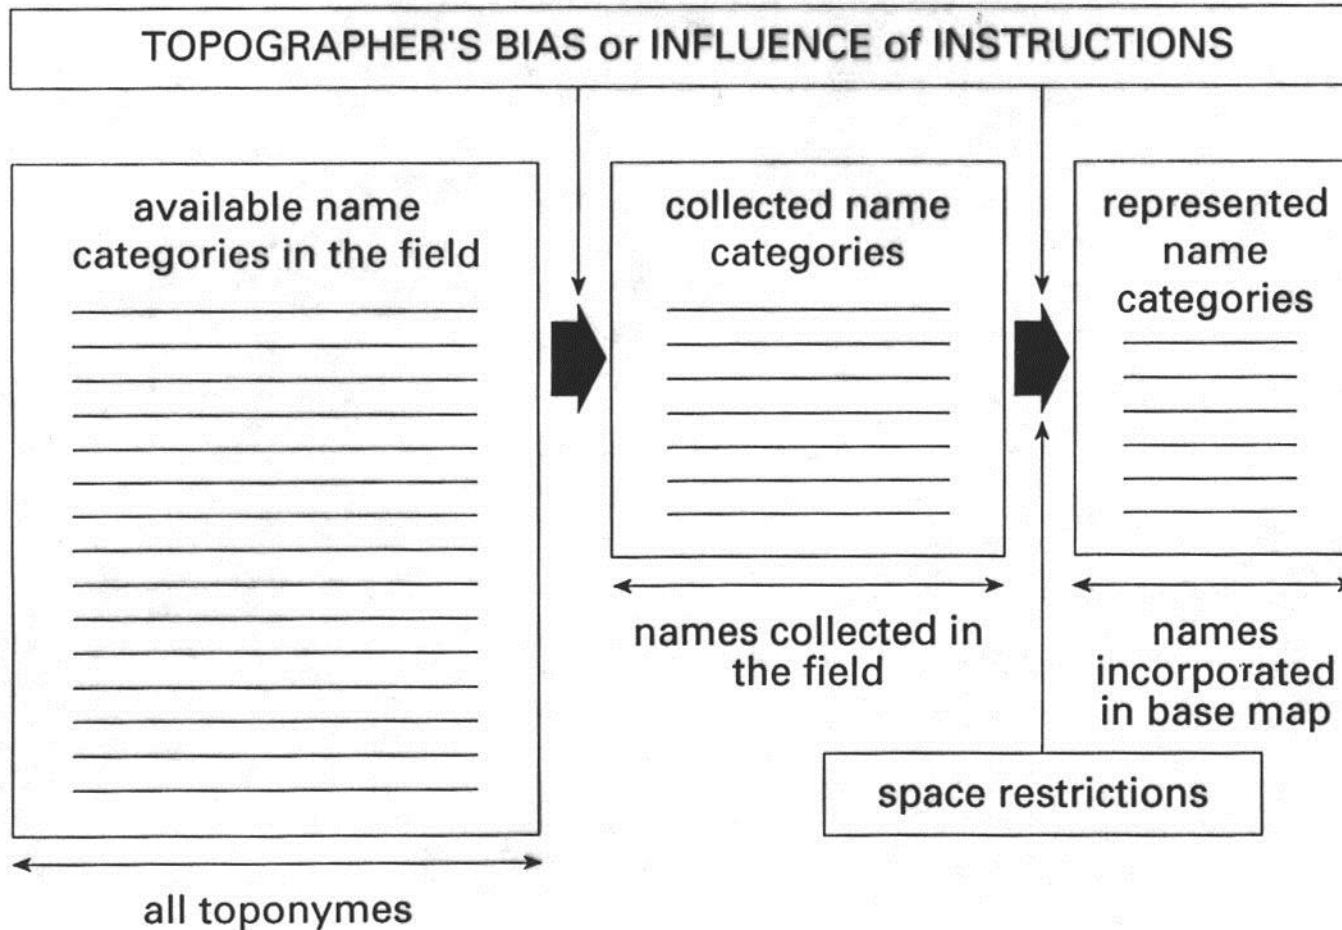 TOPOGRAPHER'S BIAS or INFLUENCE of INSTRUCTIONS
available name
categories in the field
collected name
categories
represented
name
categories
names collected in
the field
names
incorporated
in base map
space restrictions
all toponymes